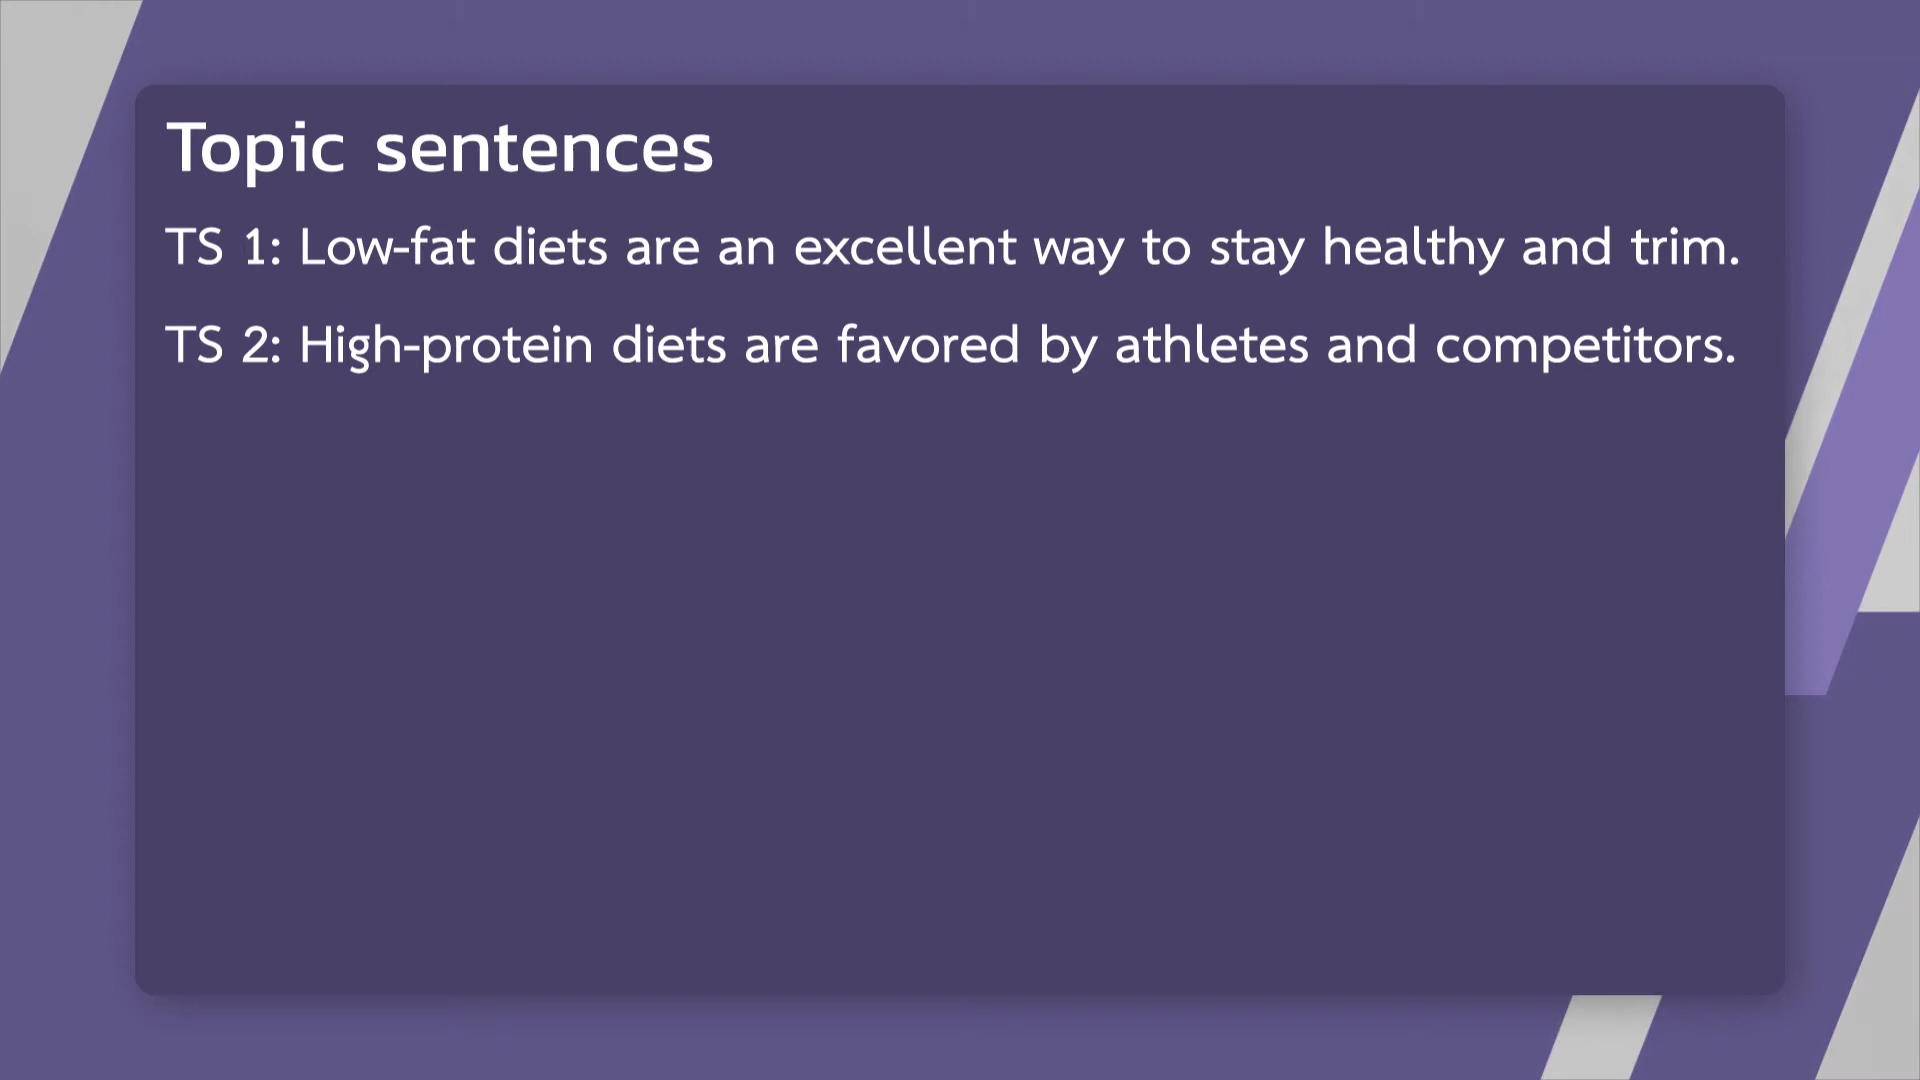 Topic sentences
TS 1: Low-fat diets are an excellent way to stay healthy and trim.
TS 2: High-protein diets are favored by athletes and competitors.